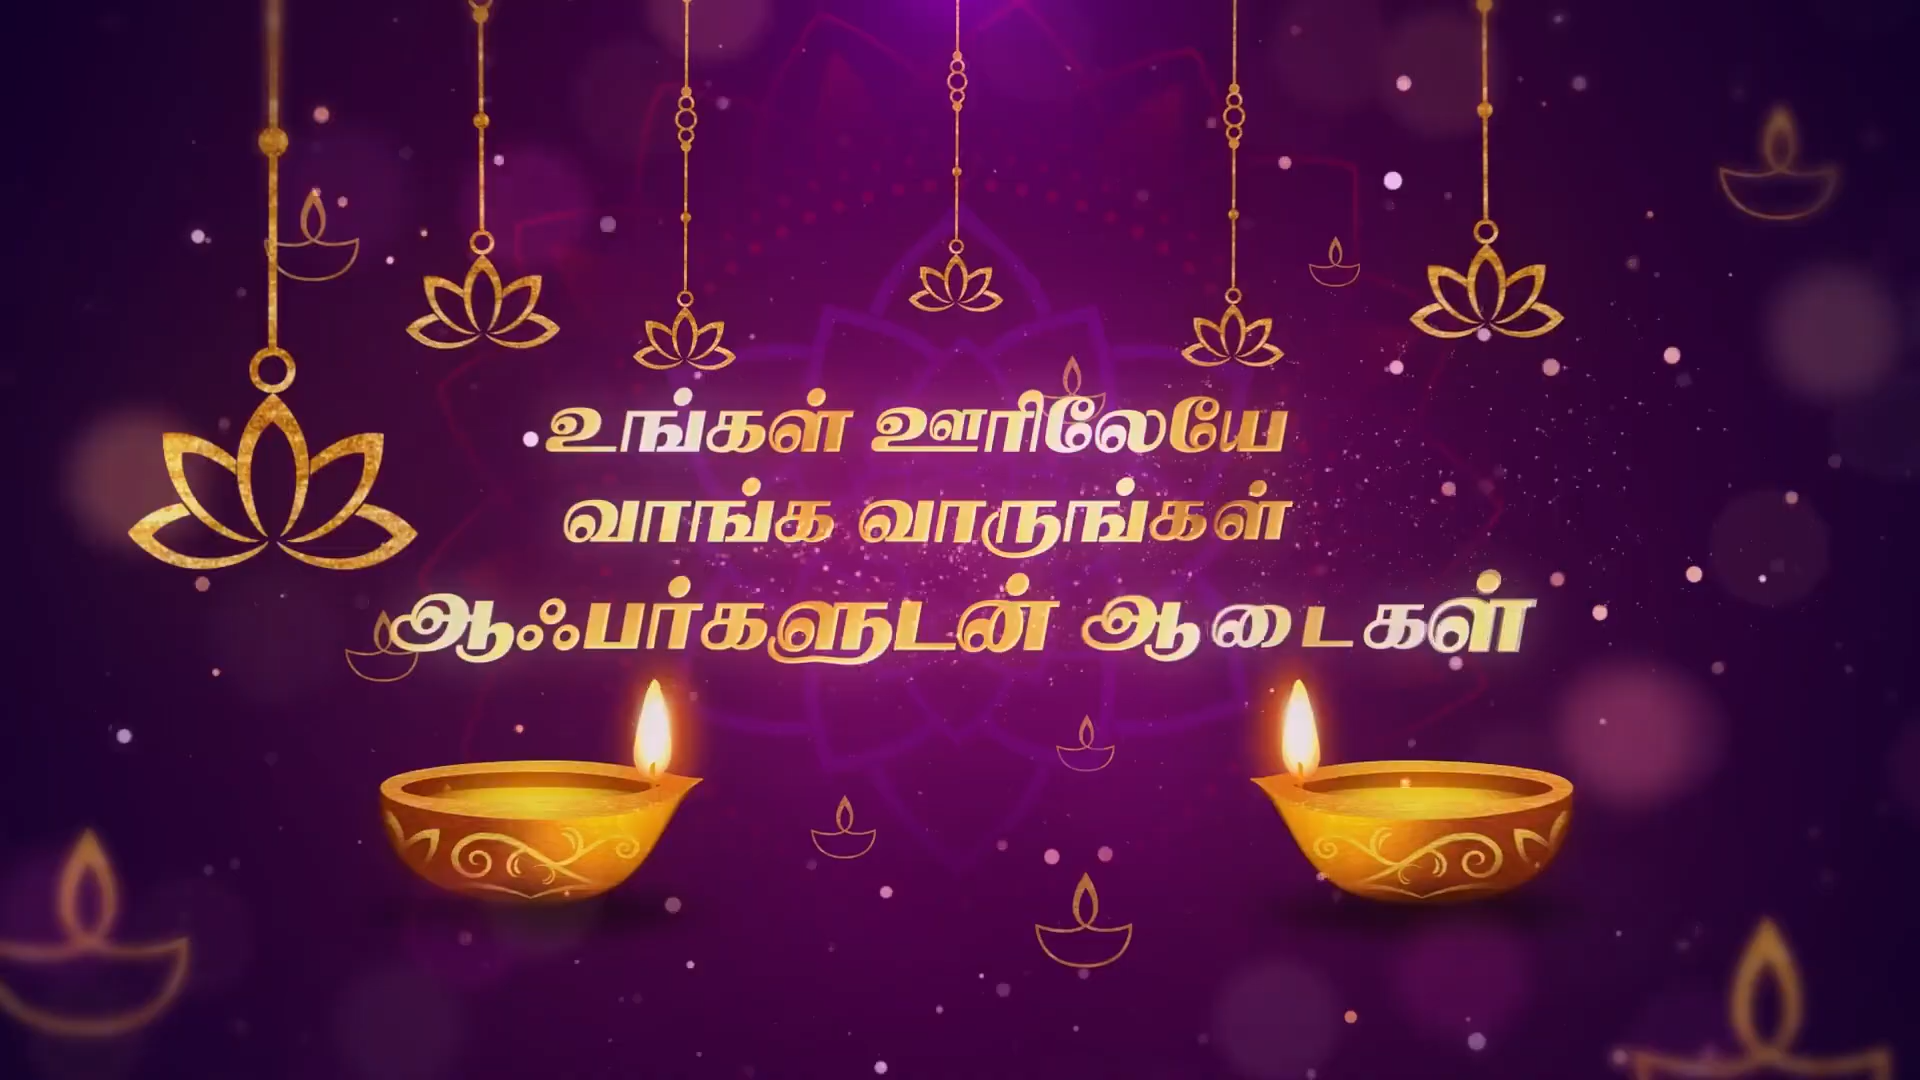 உங்கள் ஊரிலேயே
வாங்க வாருங்கள்
ஆஃபர்களுடன் ஆடைகள்